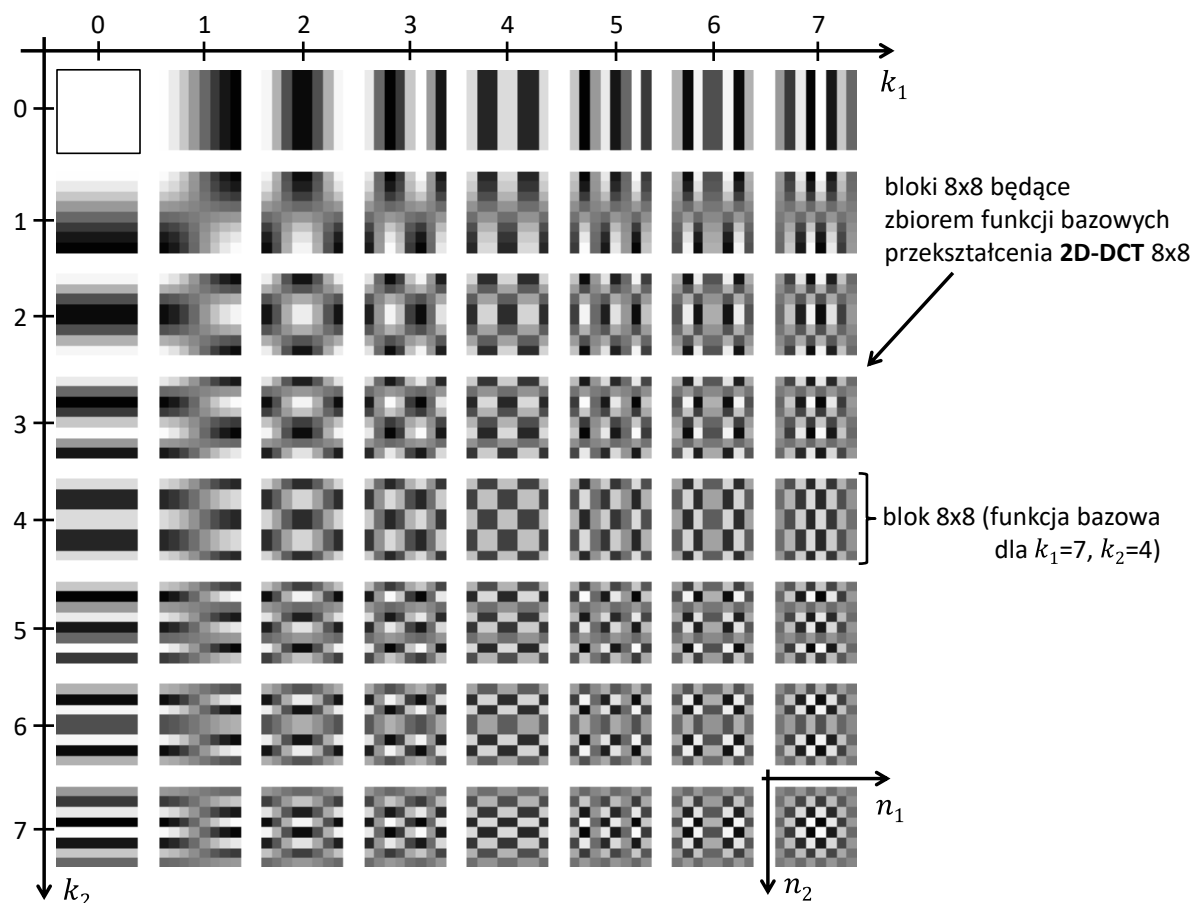 0 1 2 3 4 5 6 7
k₁
0
1
2
3
4
5
6
7
k₂
bloki 8x8 będące
zbiorem funkcji bazowych
przekształcenia 2D-DCT 8x8
blok 8x8 (funkcja bazowa
dla k₁=7, k₂=4)
n₁
n₂